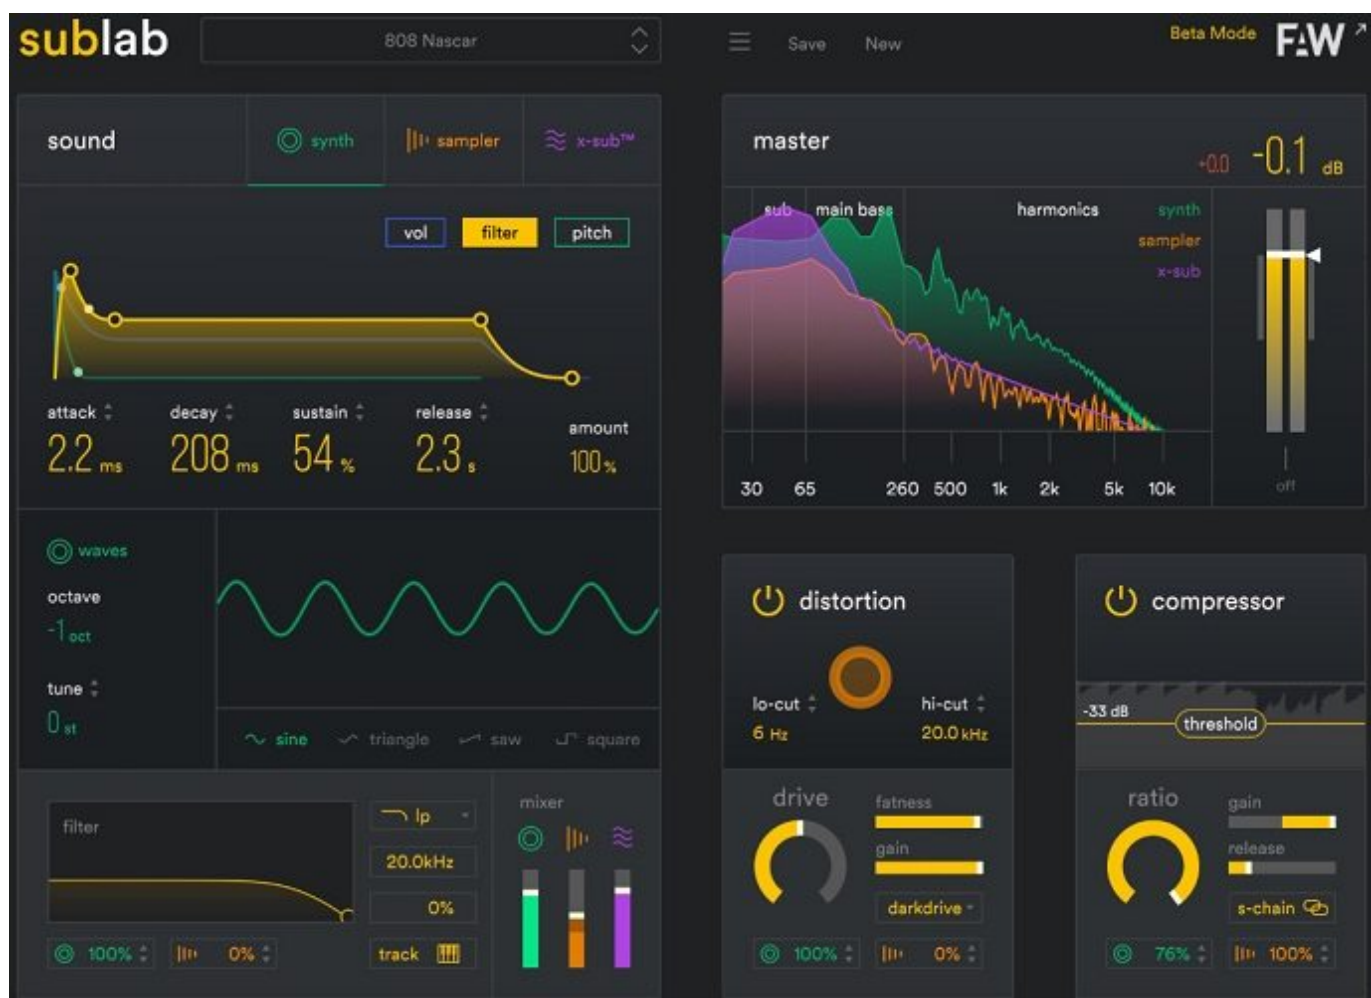 sublab
808 Nascar
Save New
Beta Mode
FAW
sound
synth
sampler
x-sub™
vol
filter
pitch
attack
2.2 ms
decay
208 ms
sustain
54 %
release
2.3 s
amount
100 %
waves
octave
-1 oct
tune
0 st
sine
triangle
saw
square
filter
lp
20.0kHz
0%
track
100%
0%
mixer
master
+0.0
-0.1 dB
sub
main bass
harmonics
synth
sampler
x-sub
30 65 260 500 1k 2k 5k 10k
off
distortion
lo-cut
6 Hz
hi-cut
20.0 kHz
drive
fatness
gain
darkdrive
100%
0%
compressor
-33 dB
threshold
ratio
gain
release
s-chain
76%
100%